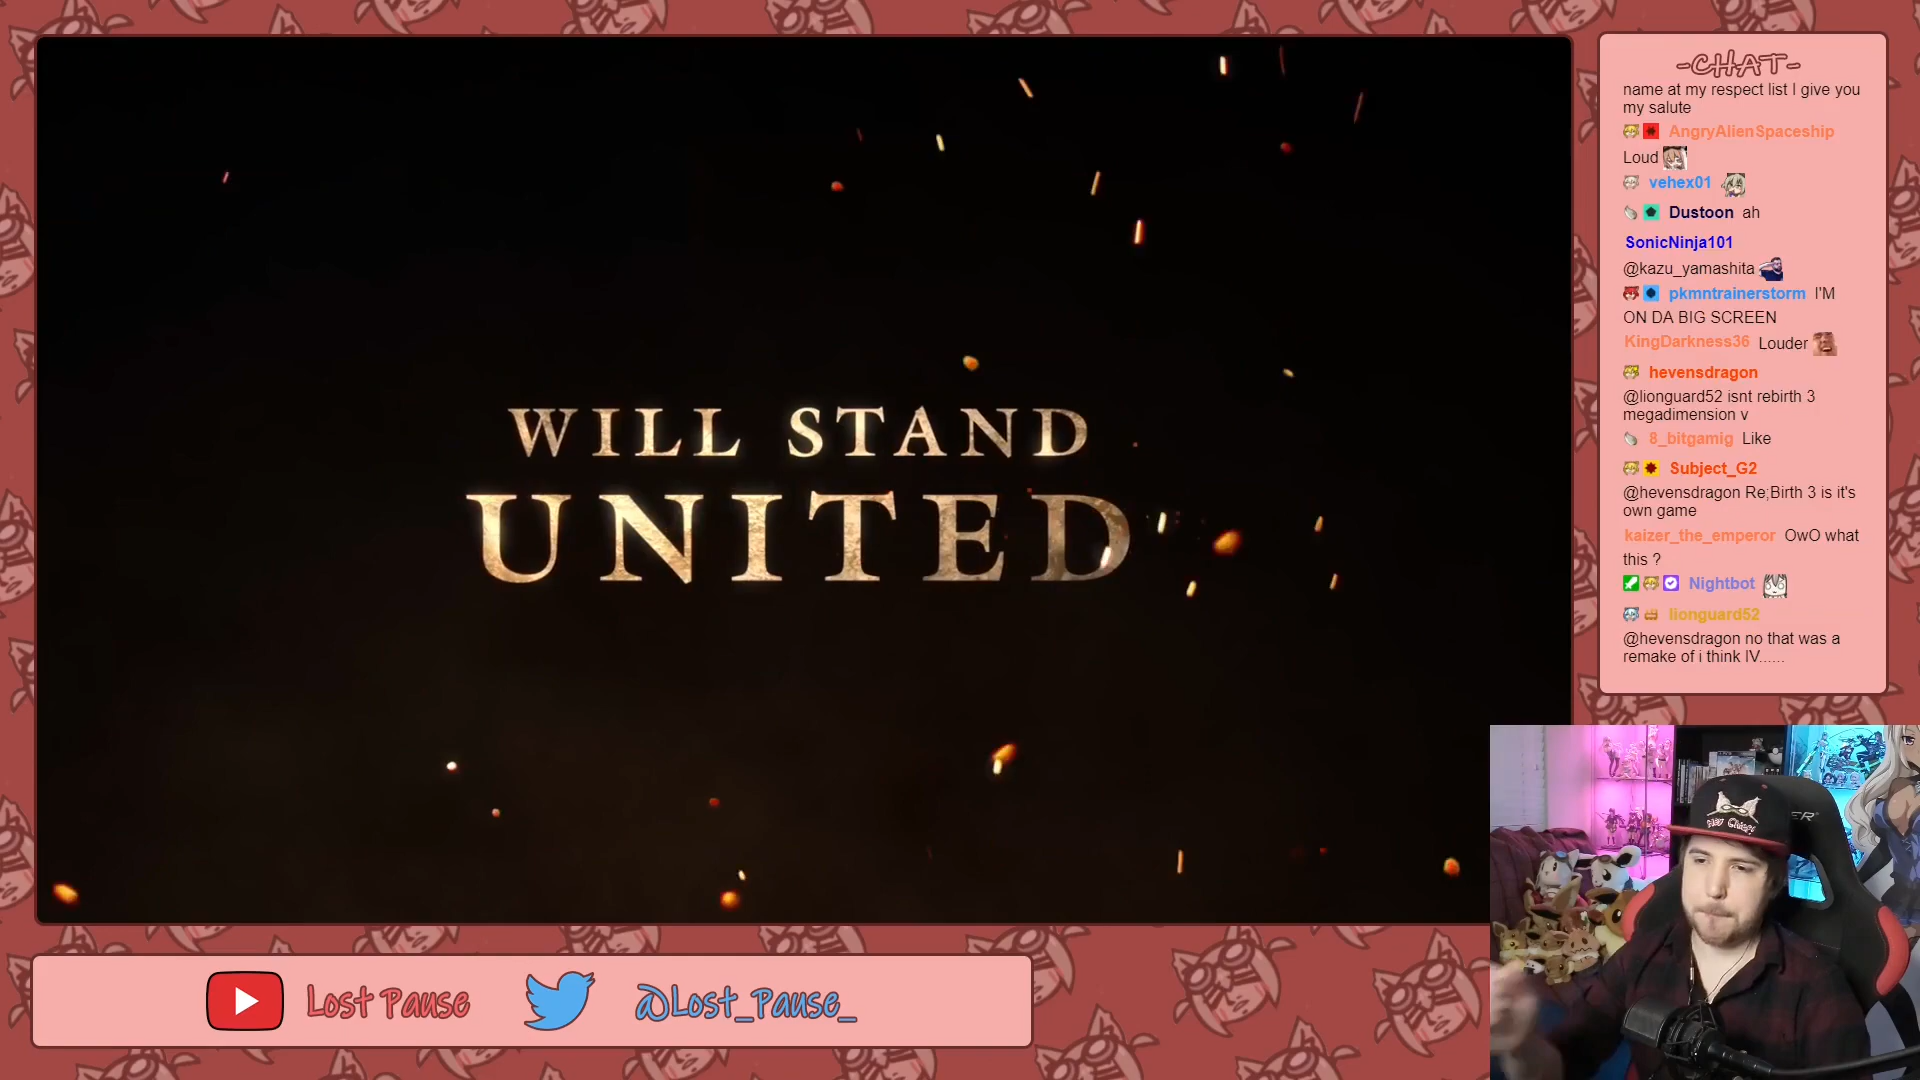 WILL STAND
UNITED
-CHAT-
name at my respect list I give you
my salute
AngryAlienSpaceship
Loud
vehex01
Dustoon ah
SonicNinja101
@kazu_yamashita
pkmntrainerstorm I'M
ON DA BIG SCREEN
KingDarkness36 Louder
hevensdragon
@lionguard52 isnt rebirth 3
megadimension v
8_bitgamig Like
Subject_G2
@hevensdragon Re;Birth 3 is it's
own game
kaizer_the_emperor OwO what
this ?
Nightbot
lionguard52
@hevensdragon no that was a
remake of i think IV......
Lost Pause
@Lost_Pause_